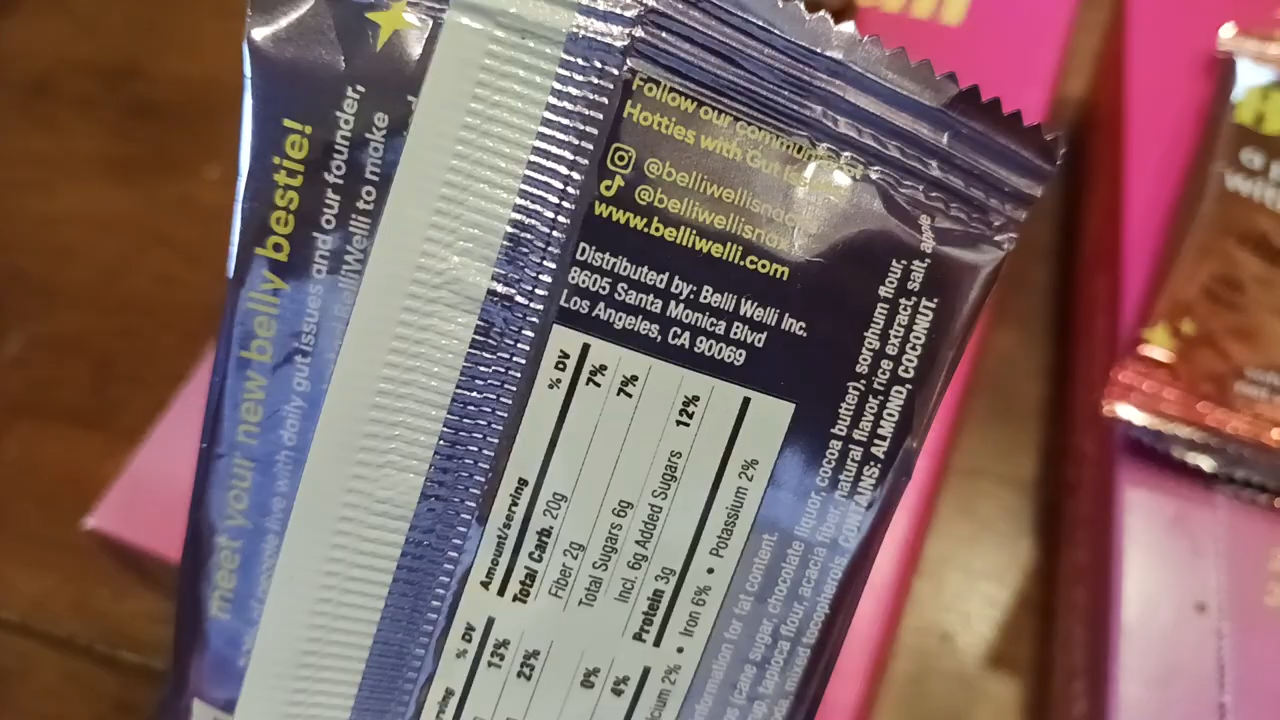 meet your new belly bestie!
people live with daily gut issues and our founder,
BelliWelli to make
Follow our community of
Hotties with Gut Issues
@belliwellisnacks
@belliwellisnacks
www.belliwelli.com
Distributed by: Belli Welli Inc.
8605 Santa Monica Blvd
Los Angeles, CA 90069
Amount/serving % DV
Total Carb. 20g 7%
Fiber 2g 7%
Total Sugars 6g
Incl. 6g Added Sugars 12%
Protein 3g
% DV
13%
23%
0%
4%
2% • Iron 6% • Potassium 2%
information for fat content.
(cane sugar, chocolate liquor, cocoa butter), sorghum flour,
tapioca flour, acacia fiber, natural flavor, rice extract, salt, apple
mixed tocopherols. CONTAINS: ALMOND, COCONUT.